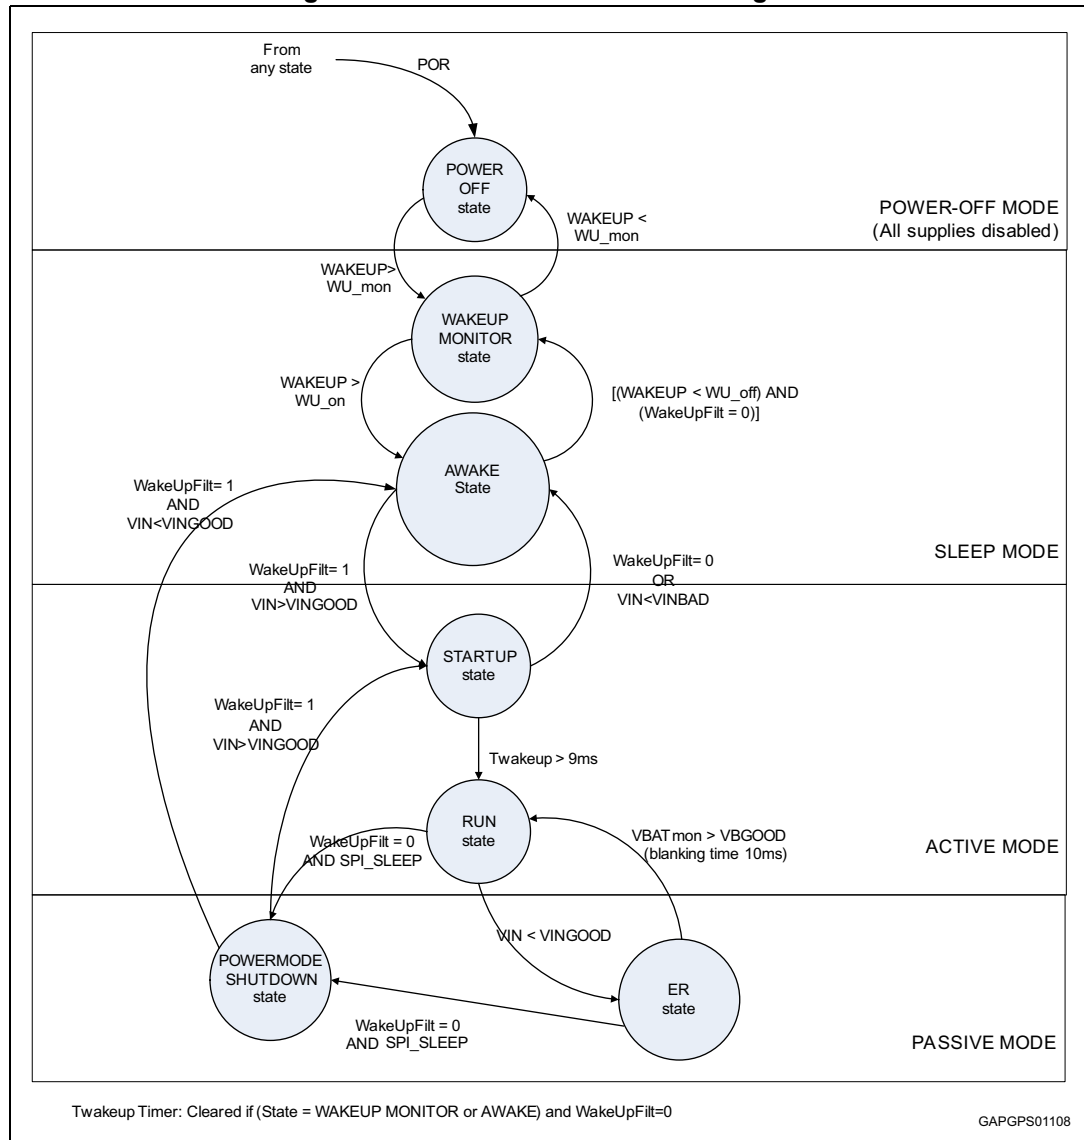 From
any state
POR
POWER
OFF
state
POWER-OFF MODE
(All supplies disabled)
WAKEUP <
WU_mon
WAKEUP>
WU_mon
WAKEUP
MONITOR
state
WAKEUP >
WU_on
[(WAKEUP < WU_off) AND
(WakeUpFilt = 0)]
AWAKE
State
WakeUpFilt= 1
AND
VIN<VINGOOD
SLEEP MODE
WakeUpFilt= 1
AND
VIN>VINGOOD
WakeUpFilt= 0
OR
VIN<VINBAD
STARTUP
state
WakeUpFilt= 1
AND
VIN>VINGOOD
Twakeup > 9ms
RUN
state
VBATmon > VBGOOD
(blanking time 10ms)
WakeUpFilt = 0
AND SPI_SLEEP
ACTIVE MODE
VIN < VINGOOD
POWERMODE
SHUTDOWN
state
ER
state
WakeUpFilt = 0
AND SPI_SLEEP
PASSIVE MODE
Twakeup Timer: Cleared if (State = WAKEUP MONITOR or AWAKE) and WakeUpFilt=0
GAPGPS01108